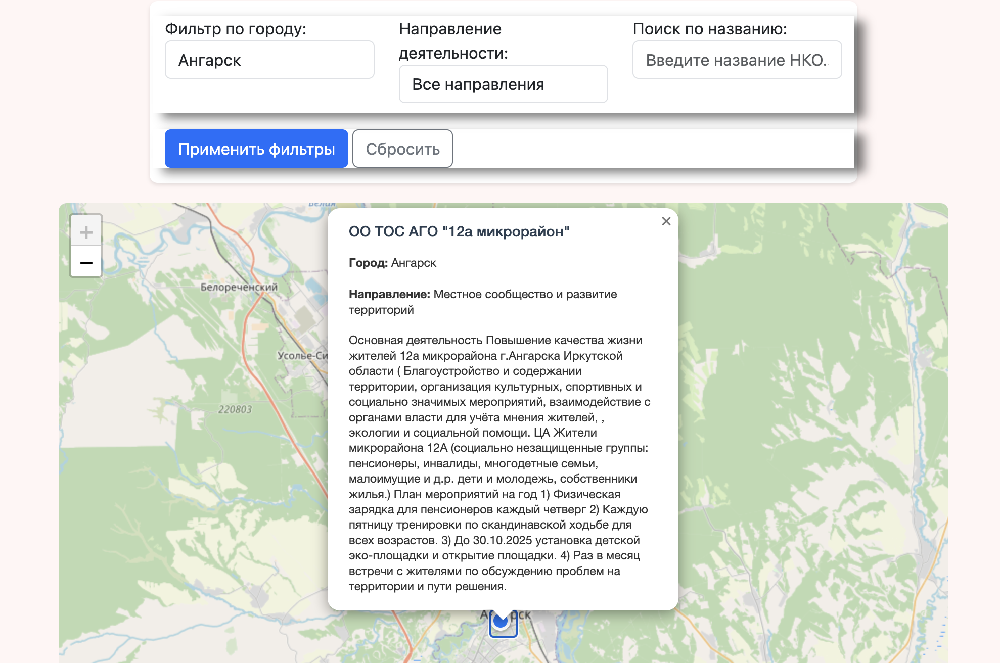 Фильтр по городу:
Ангарск
Направление
деятельности:
Все направления
Поиск по названию:
Введите название НКО..
Применить фильтры
Сбросить
Белая
+
−
Белореченский
220803
ОО ТОС АГО "12а микрорайон"
×
Город: Ангарск
Направление: Местное сообщество и развитие
территорий
Основная деятельность Повышение качества жизни
жителей 12а микрорайона г.Ангарска Иркутской
области ( Благоустройство и содержании
территории, организация культурных, спортивных и
социально значимых мероприятий, взаимодействие с
органами власти для учёта мнения жителей, ,
экологии и социальной помощи. ЦА Жители
микрорайона 12А (социально незащищенные группы:
пенсионеры, инвалиды, многодетные семьи,
малоимущие и д.р. дети и молодежь, собственники
жилья.) План мероприятий на год 1) Физическая
зарядка для пенсионеров каждый четверг 2) Каждую
пятницу тренировки по скандинавской ходьбе для
всех возрастов. 3) До 30.10.2025 установка детской
эко-площадки и открытие площадки. 4) Раз в месяц
встречи с жителями по обсуждению проблем на
территории и пути решения.